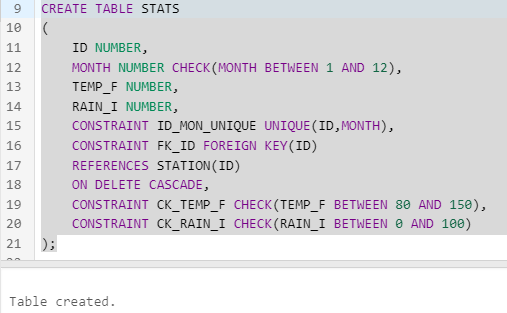 9 CREATE TABLE STATS
10 (
11 ID NUMBER,
12 MONTH NUMBER CHECK(MONTH BETWEEN 1 AND 12),
13 TEMP_F NUMBER,
14 RAIN_I NUMBER,
15 CONSTRAINT ID_MON_UNIQUE UNIQUE(ID,MONTH),
16 CONSTRAINT FK_ID FOREIGN KEY(ID)
17 REFERENCES STATION(ID)
18 ON DELETE CASCADE,
19 CONSTRAINT CK_TEMP_F CHECK(TEMP_F BETWEEN 80 AND 150),
20 CONSTRAINT CK_RAIN_I CHECK(RAIN_I BETWEEN 0 AND 100)
21 );
Table created.